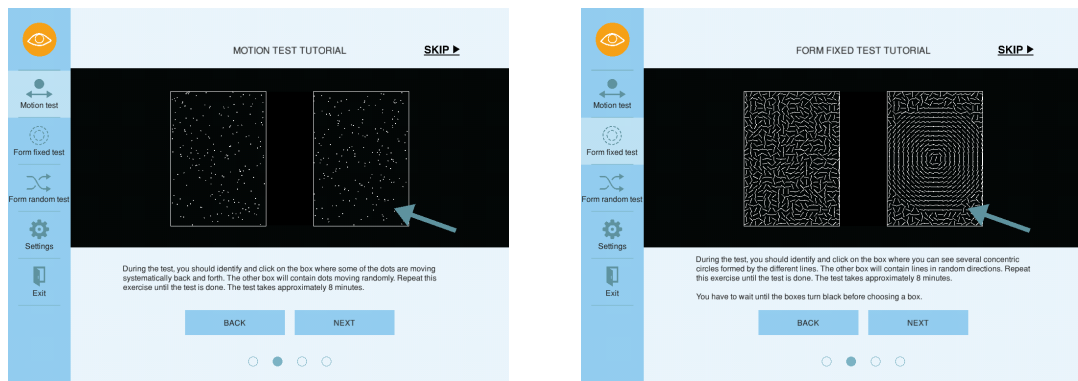 MOTION TEST TUTORIAL
SKIP
Motion test
Form fixed test
Form random test
Settings
Exit
During the test, you should identify and click on the box where some of the dots are moving
systematically back and forth. The other box will contain dots moving randomly. Repeat this
exercise until the test is done. The test takes approximately 8 minutes.
BACK
NEXT
FORM FIXED TEST TUTORIAL
SKIP
Motion test
Form fixed test
Form random test
Settings
Exit
During the test, you should identify and click on the box where you can see several concentric
circles formed by the different lines. The other box will contain lines in random directions. Repeat
this exercise until the test is done. The test takes approximately 8 minutes.
You have to wait until the boxes turn black before choosing a box.
BACK
NEXT